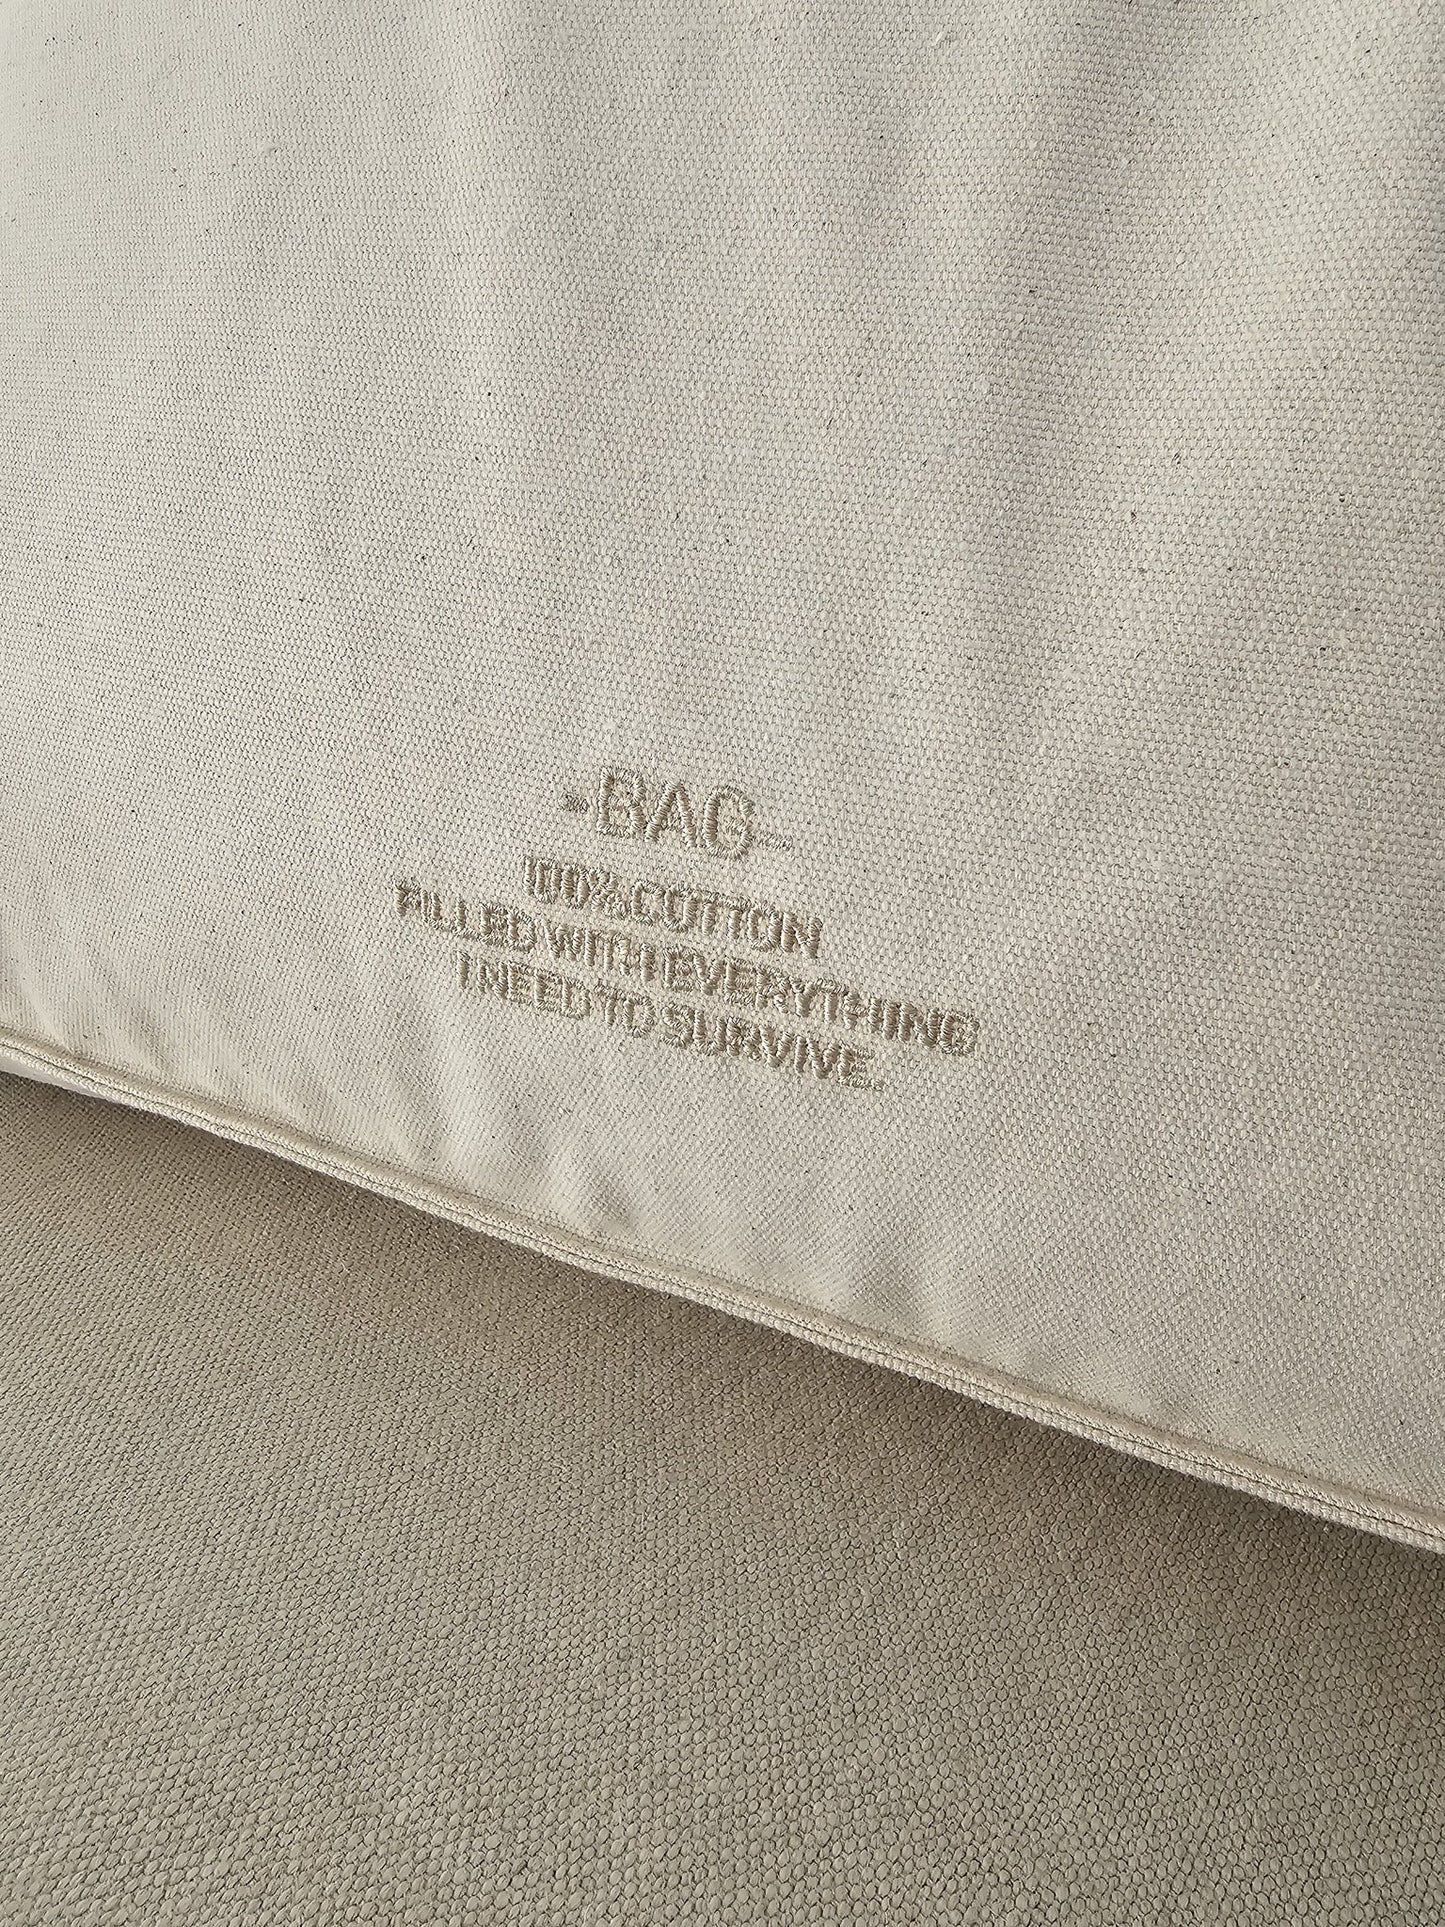 -BAG-
100% COTTON
FILLED WITH EVERYTHING
I NEED TO SURVIVE.